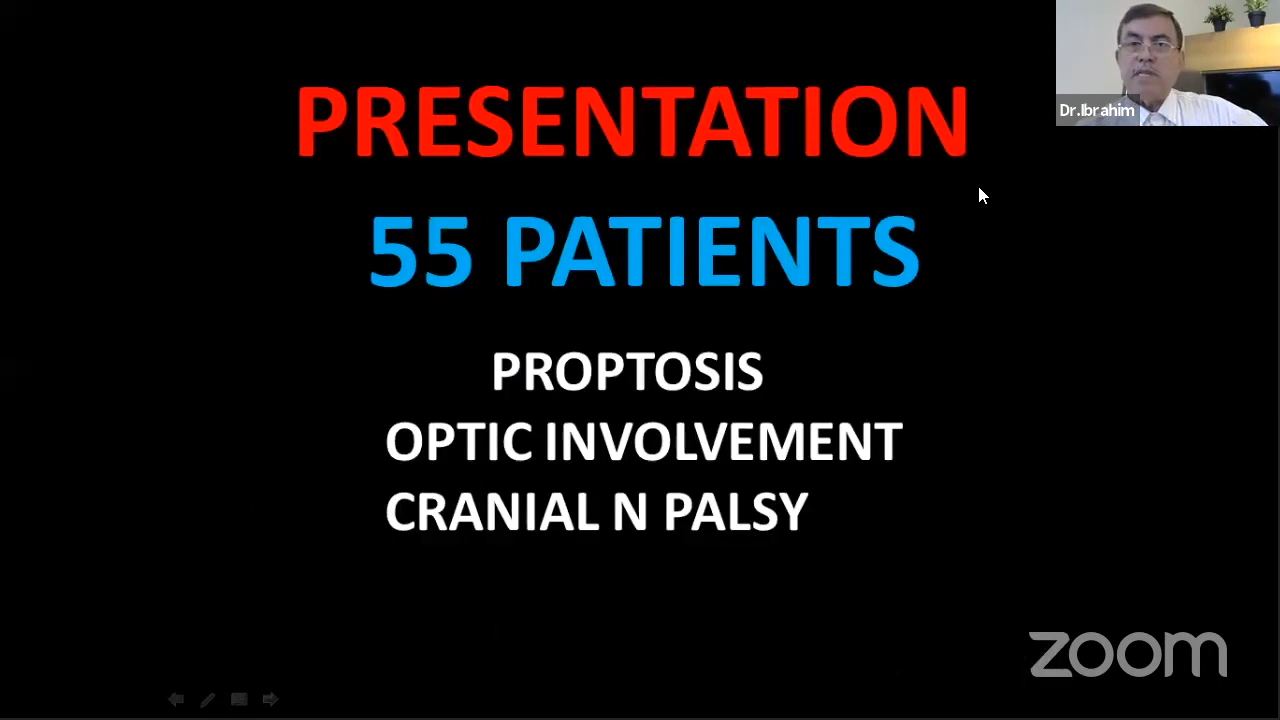 PRESENTATION
Dr.Ibrahim
55 PATIENTS
PROPTOSIS
OPTIC INVOLVEMENT
CRANIAL N PALSY
zoom